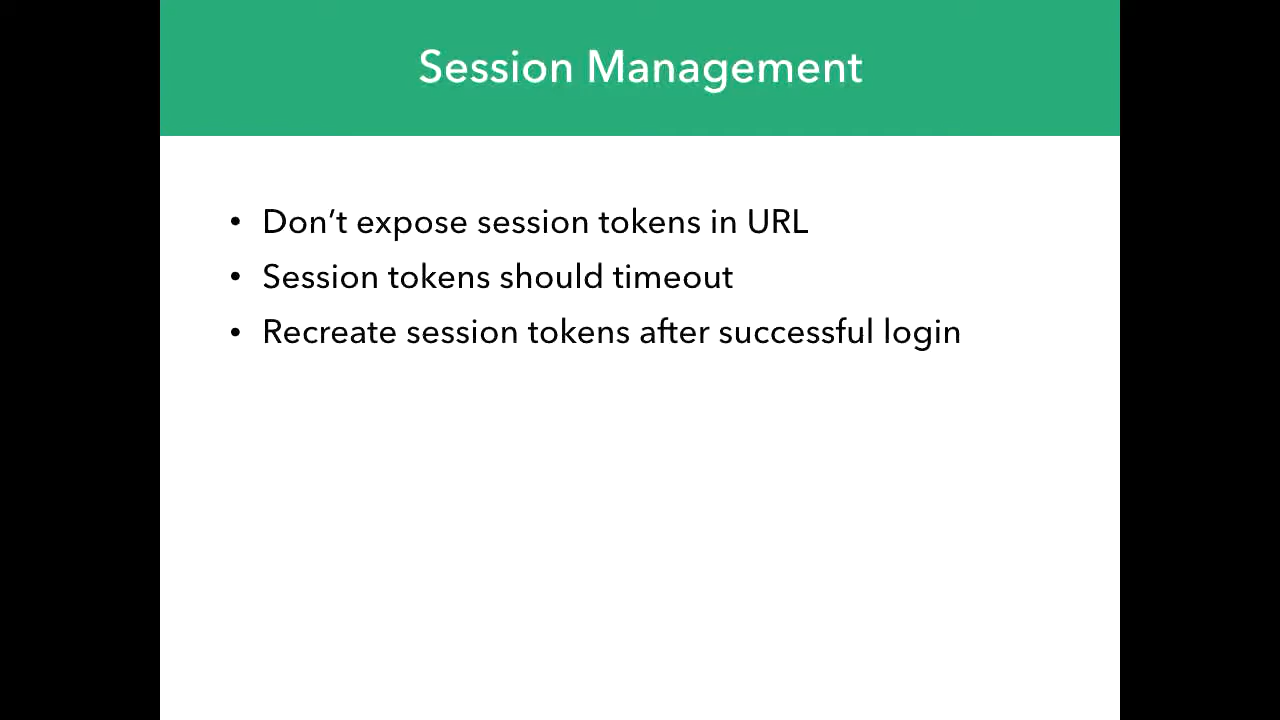 Session Management
• Don’t expose session tokens in URL
• Session tokens should timeout
• Recreate session tokens after successful login